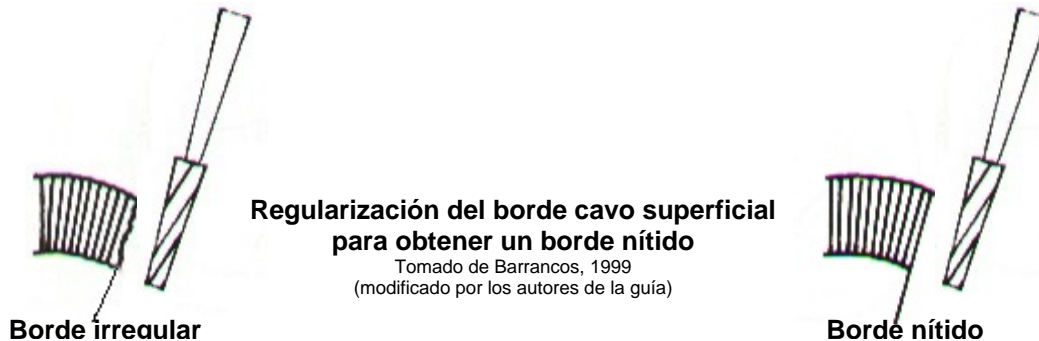 Regularización del borde cavo superficial
para obtener un borde nítido
Tomado de Barrancos, 1999
(modificado por los autores de la guía)
Borde irregular
Borde nítido